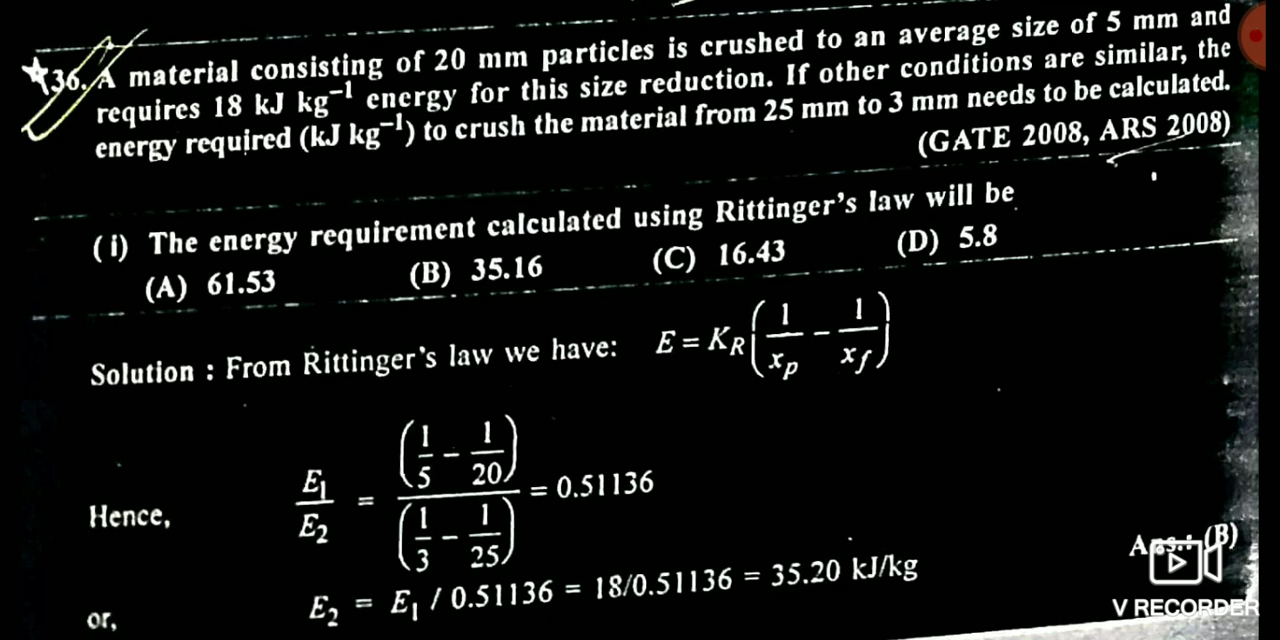 36. A material consisting of 20 mm particles is crushed to an average size of 5 mm and
requires 18 kJ kg⁻¹ energy for this size reduction. If other conditions are similar, the
energy required (kJ kg⁻¹) to crush the material from 25 mm to 3 mm needs to be calculated.
(GATE 2008, ARS 2008)
(i) The energy requirement calculated using Rittinger's law will be
(A) 61.53 (B) 35.16 (C) 16.43 (D) 5.8
Solution : From Rittinger's law we have: E = K_R(1/x_p − 1/x_f)
Hence, E₁/E₂ = (1/5 − 1/20)/(1/3 − 1/25) = 0.51136
Ans.: (B)
or, E₂ = E₁ / 0.51136 = 18/0.51136 = 35.20 kJ/kg
V RECORDER